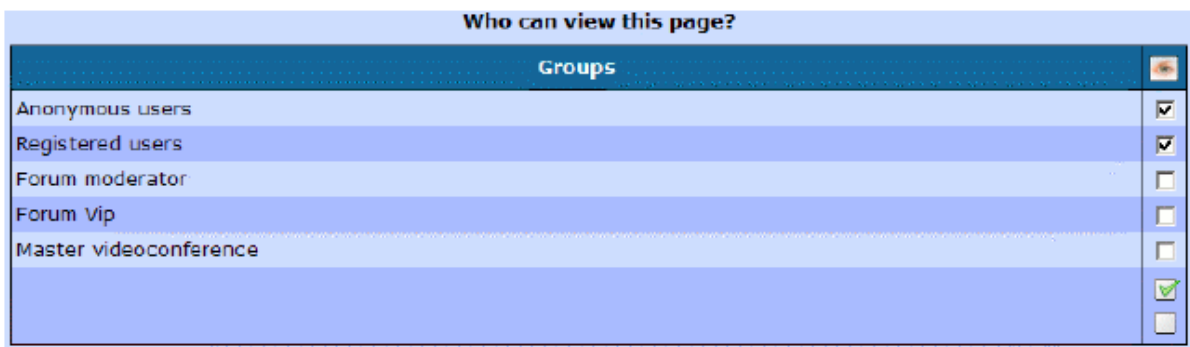 Who can view this page?
Groups
Anonymous users
Registered users
Forum moderator
Forum Vip
Master videoconference